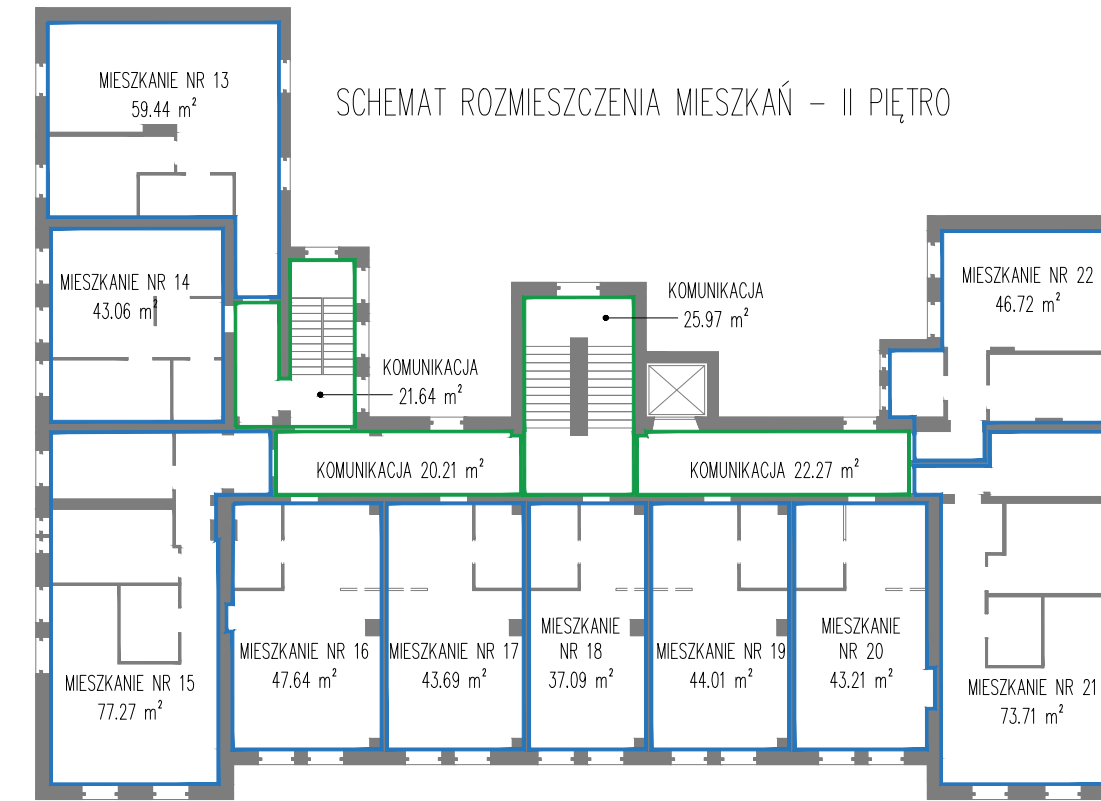 SCHEMAT ROZMIESZCZENIA MIESZKAŃ – II PIĘTRO
MIESZKANIE NR 13
59.44 m²
MIESZKANIE NR 14
43.06 m²
KOMUNIKACJA
25.97 m²
MIESZKANIE NR 22
46.72 m²
KOMUNIKACJA
21.64 m²
KOMUNIKACJA 20.21 m²
KOMUNIKACJA 22.27 m²
MIESZKANIE NR 15
77.27 m²
MIESZKANIE NR 16
47.64 m²
MIESZKANIE NR 17
43.69 m²
MIESZKANIE
NR 18
37.09 m²
MIESZKANIE NR 19
44.01 m²
MIESZKANIE
NR 20
43.21 m²
MIESZKANIE NR 21
73.71 m²